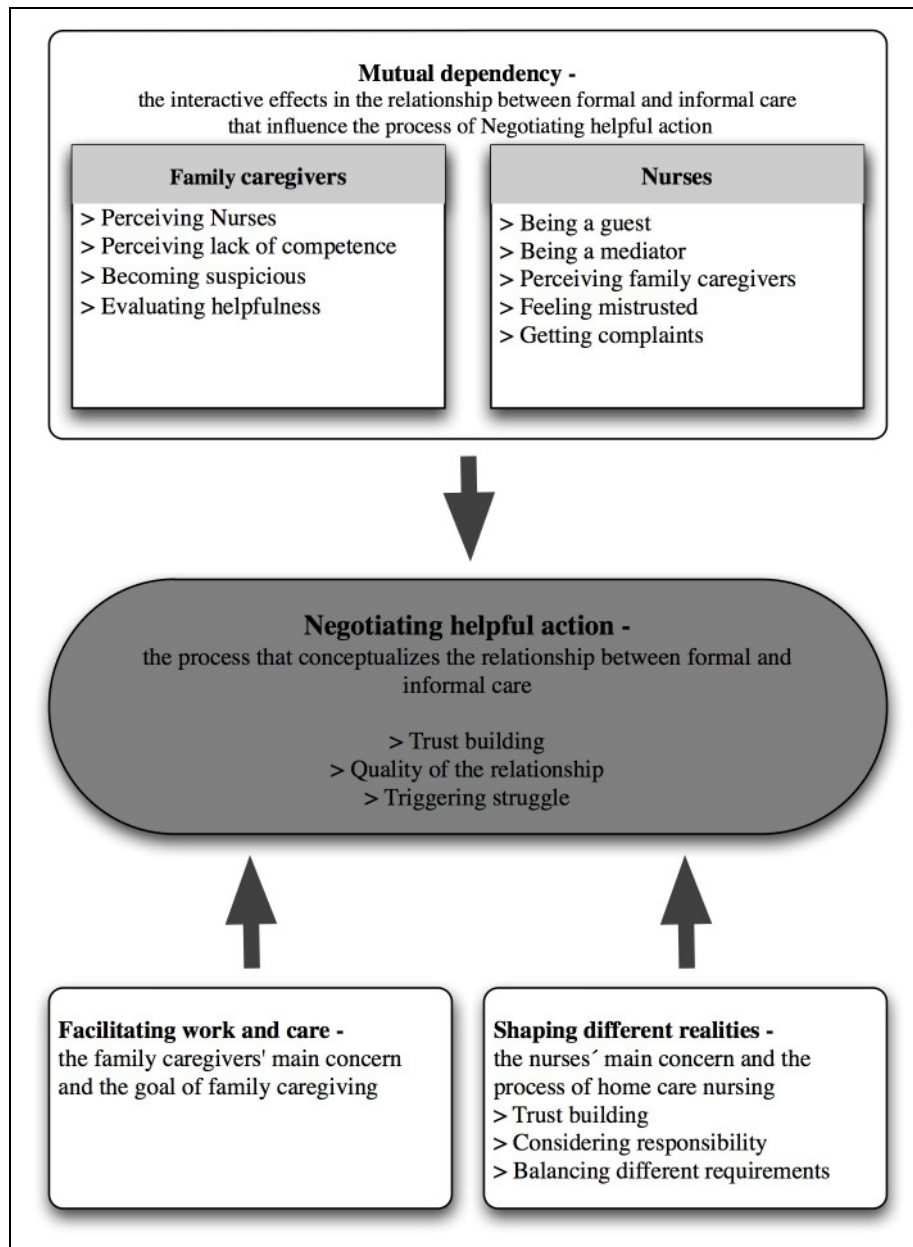 Mutual dependency -
the interactive effects in the relationship between formal and informal care
that influence the process of Negotiating helpful action
Family caregivers
> Perceiving Nurses
> Perceiving lack of competence
> Becoming suspicious
> Evaluating helpfulness
Nurses
> Being a guest
> Being a mediator
> Perceiving family caregivers
> Feeling mistrusted
> Getting complaints
Negotiating helpful action -
the process that conceptualizes the relationship between formal and
informal care
> Trust building
> Quality of the relationship
> Triggering struggle
Facilitating work and care -
the family caregivers' main concern
and the goal of family caregiving
Shaping different realities -
the nurses´ main concern and the
process of home care nursing
> Trust building
> Considering responsibility
> Balancing different requirements